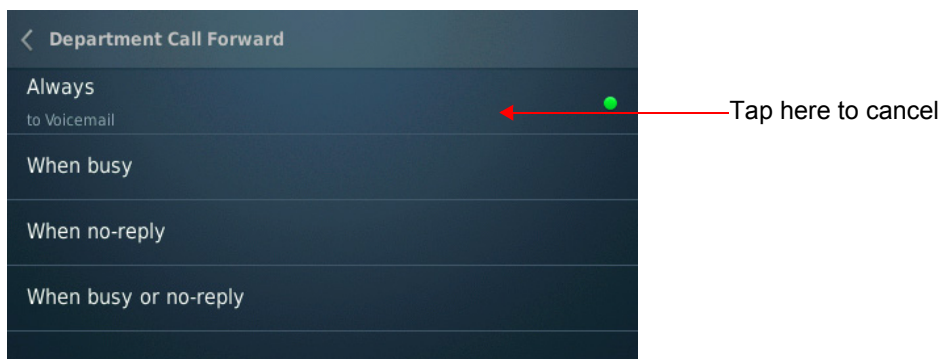 Department Call Forward
Always
to Voicemail
Tap here to cancel
When busy
When no-reply
When busy or no-reply